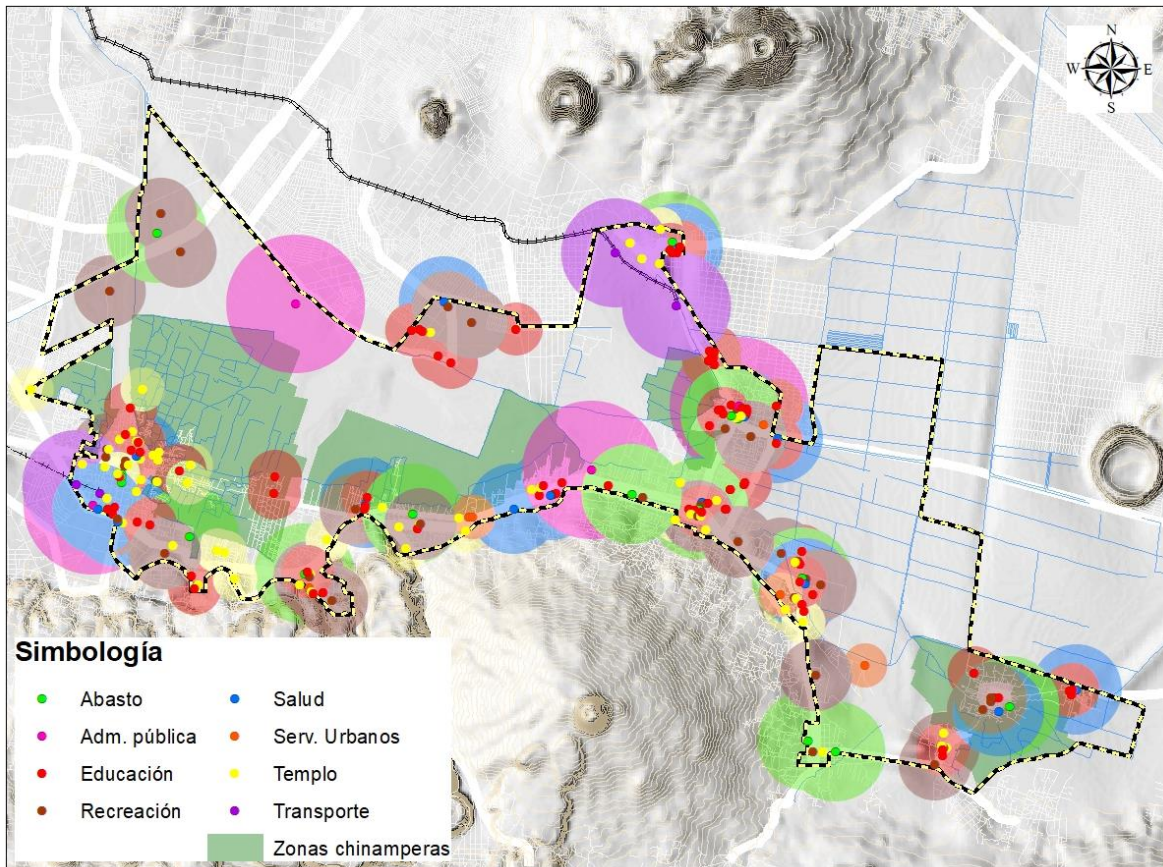 N
W E
S
Simbología
Abasto Salud
Adm. pública Serv. Urbanos
Educación Templo
Recreación Transporte
Zonas chinamperas